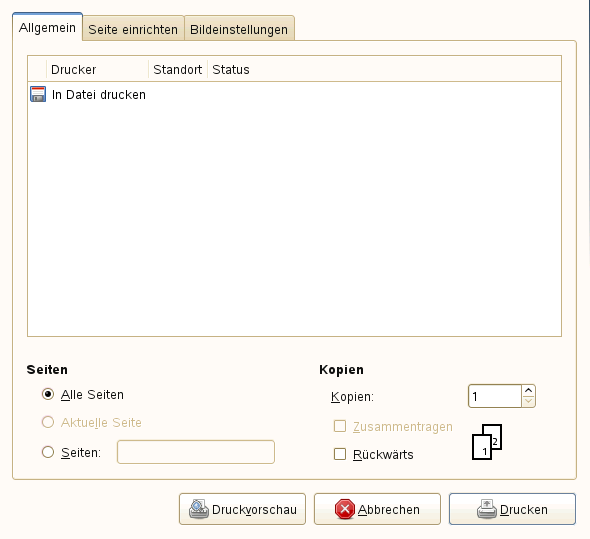 Allgemein Seite einrichten Bildeinstellungen
Drucker Standort Status
In Datei drucken
Seiten Kopien
Alle Seiten Kopien: 1
Aktuelle Seite Zusammentragen
Seiten: Rückwärts 1 2
Druckvorschau Abbrechen Drucken